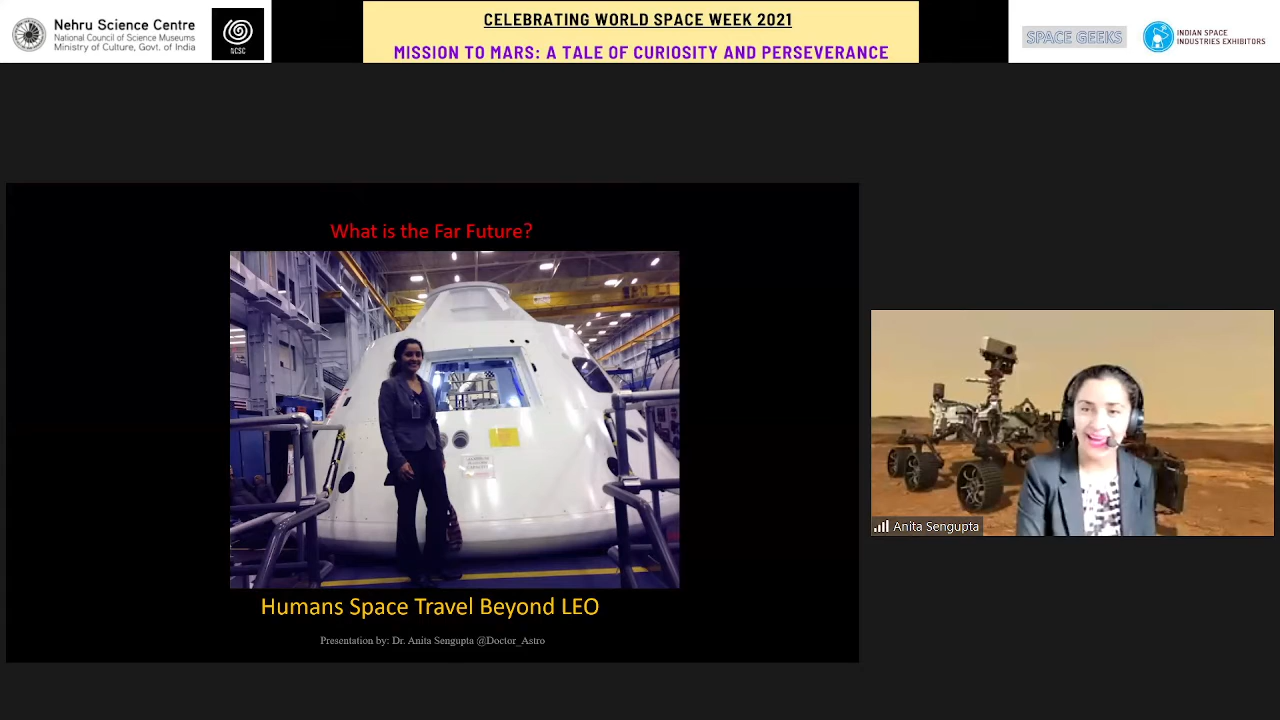 Nehru Science Centre
National Council of Science Museums
Ministry of Culture, Govt. of India
NCSC
CELEBRATING WORLD SPACE WEEK 2021
MISSION TO MARS: A TALE OF CURIOSITY AND PERSEVERANCE
SPACE GEEKS
INDIAN SPACE
INDUSTRIES EXHIBITORS
What is the Far Future?
Humans Space Travel Beyond LEO
Presentation by: Dr. Anita Sengupta @Doctor_Astro
Anita Sengupta